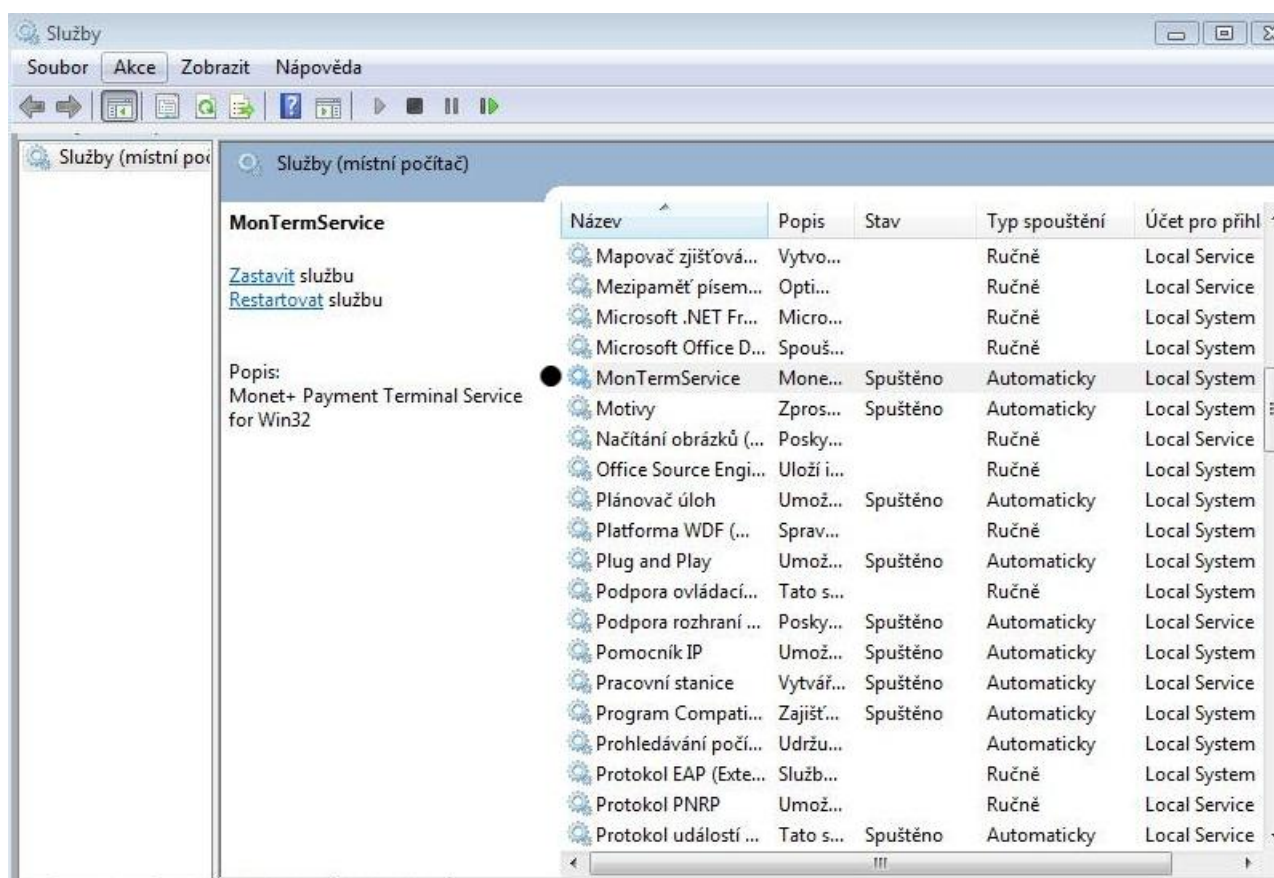 Služby
Soubor Akce Zobrazit Nápověda
Služby (místní poč
Služby (místní počítač)
MonTermService
Zastavit službu
Restartovat službu
Popis:
Monet+ Payment Terminal Service
for Win32
Název Popis Stav Typ spouštění Účet pro přihl
Mapovač zjišťová... Vytvo... Ručně Local Service
Mezipaměť písem... Opti... Ručně Local Service
Microsoft .NET Fr... Micro... Ručně Local System
Microsoft Office D... Spouš... Ručně Local System
MonTermService Mone... Spuštěno Automaticky Local System
Motivy Zpros... Spuštěno Automaticky Local System
Načítání obrázků (... Posky... Ručně Local Service
Office Source Engi... Uloží i... Ručně Local System
Plánovač úloh Umož... Spuštěno Automaticky Local System
Platforma WDF (... Sprav... Ručně Local System
Plug and Play Umož... Spuštěno Automaticky Local System
Podpora ovládací... Tato s... Ručně Local System
Podpora rozhraní ... Posky... Spuštěno Automaticky Local Service
Pomocník IP Umož... Spuštěno Automaticky Local System
Pracovní stanice Vytvář... Spuštěno Automaticky Local Service
Program Compati... Zajišť... Spuštěno Automaticky Local System
Prohledávání počí... Udržu... Automaticky Local System
Protokol EAP (Exte... Služb... Ručně Local System
Protokol PNRP Umož... Ručně Local Service
Protokol událostí ... Tato s... Spuštěno Automaticky Local Service